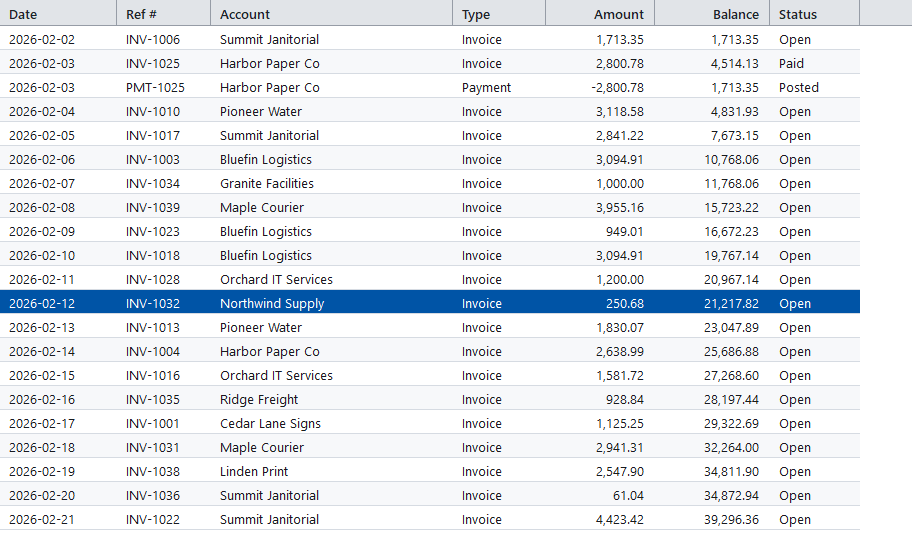 Date Ref # Account Type Amount Balance Status
2026-02-02 INV-1006 Summit Janitorial Invoice 1,713.35 1,713.35 Open
2026-02-03 INV-1025 Harbor Paper Co Invoice 2,800.78 4,514.13 Paid
2026-02-03 PMT-1025 Harbor Paper Co Payment -2,800.78 1,713.35 Posted
2026-02-04 INV-1010 Pioneer Water Invoice 3,118.58 4,831.93 Open
2026-02-05 INV-1017 Summit Janitorial Invoice 2,841.22 7,673.15 Open
2026-02-06 INV-1003 Bluefin Logistics Invoice 3,094.91 10,768.06 Open
2026-02-07 INV-1034 Granite Facilities Invoice 1,000.00 11,768.06 Open
2026-02-08 INV-1039 Maple Courier Invoice 3,955.16 15,723.22 Open
2026-02-09 INV-1023 Bluefin Logistics Invoice 949.01 16,672.23 Open
2026-02-10 INV-1018 Bluefin Logistics Invoice 3,094.91 19,767.14 Open
2026-02-11 INV-1028 Orchard IT Services Invoice 1,200.00 20,967.14 Open
2026-02-12 INV-1032 Northwind Supply Invoice 250.68 21,217.82 Open
2026-02-13 INV-1013 Pioneer Water Invoice 1,830.07 23,047.89 Open
2026-02-14 INV-1004 Harbor Paper Co Invoice 2,638.99 25,686.88 Open
2026-02-15 INV-1016 Orchard IT Services Invoice 1,581.72 27,268.60 Open
2026-02-16 INV-1035 Ridge Freight Invoice 928.84 28,197.44 Open
2026-02-17 INV-1001 Cedar Lane Signs Invoice 1,125.25 29,322.69 Open
2026-02-18 INV-1031 Maple Courier Invoice 2,941.31 32,264.00 Open
2026-02-19 INV-1038 Linden Print Invoice 2,547.90 34,811.90 Open
2026-02-20 INV-1036 Summit Janitorial Invoice 61.04 34,872.94 Open
2026-02-21 INV-1022 Summit Janitorial Invoice 4,423.42 39,296.36 Open